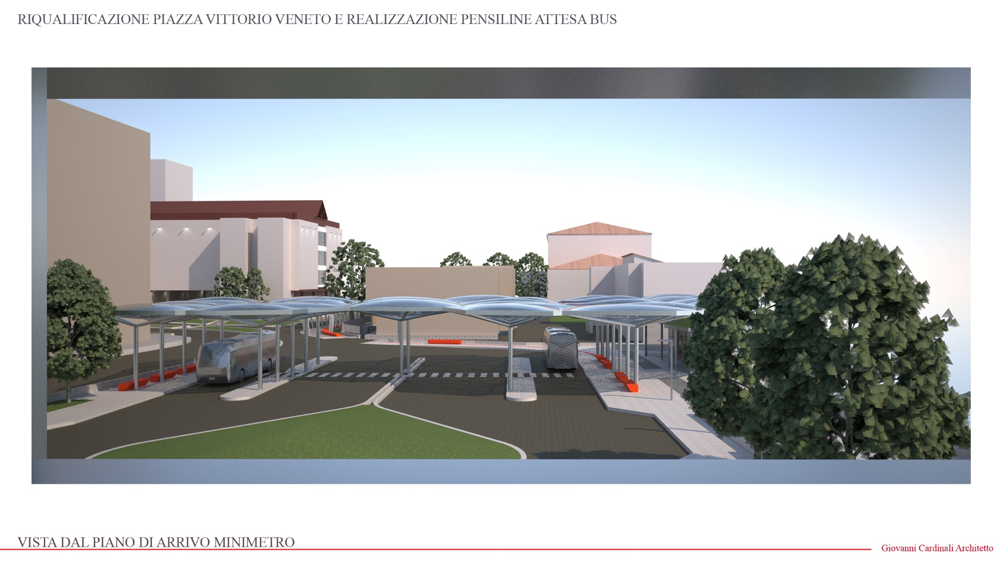 RIQUALIFICAZIONE PIAZZA VITTORIO VENETO E REALIZZAZIONE PENSILINE ATTESA BUS
VISTA DAL PIANO DI ARRIVO MINIMETRO
Giovanni Cardinali Architetto